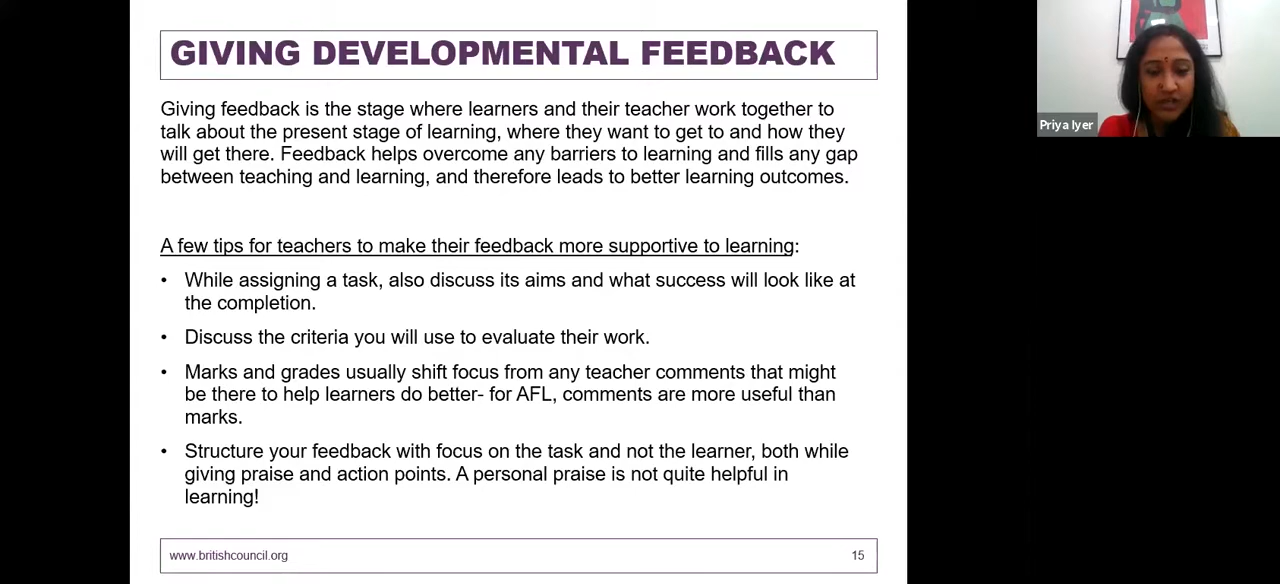 GIVING DEVELOPMENTAL FEEDBACK
Giving feedback is the stage where learners and their teacher work together to
talk about the present stage of learning, where they want to get to and how they
will get there. Feedback helps overcome any barriers to learning and fills any gap
between teaching and learning, and therefore leads to better learning outcomes.
A few tips for teachers to make their feedback more supportive to learning:
• While assigning a task, also discuss its aims and what success will look like at
the completion.
• Discuss the criteria you will use to evaluate their work.
• Marks and grades usually shift focus from any teacher comments that might
be there to help learners do better- for AFL, comments are more useful than
marks.
• Structure your feedback with focus on the task and not the learner, both while
giving praise and action points. A personal praise is not quite helpful in
learning!
www.britishcouncil.org
15
Priya Iyer